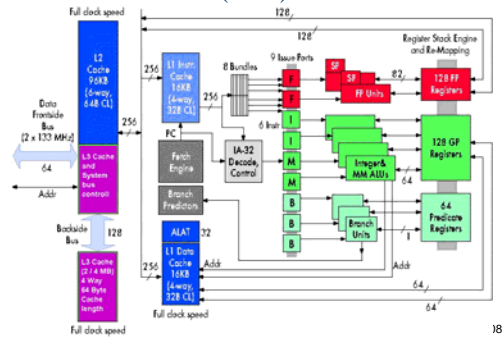 Full clock speed
128
128
Register Stack Engine
and Re-Mapping
L2
Cache
96KB
(6-way,
64B CL)
256
L1 Instr.
Cache
16KB
(4-way,
32B CL)
256
8 Bundles
9 Issue Ports
F
F
SF
SF
SF
FP Units
82
128 FP
Registers
Data
Frontside
Bus
(2 x 133 MHz)
64
Addr
L3 Cache
and
System
bus
control
PC
Fetch
Engine
Branch
Predictors
IA-32
Decode,
Control
6 Instr
I
I
M
M
Integer&
MM ALUs
64
128 GP
Registers
B
B
B
Branch
Units
1
64
Predicate
Registers
Backside
Bus
128
L3 Cache
(2 / 4 MB)
4 Way
64 Byte
Cache
length
Full clock speed
256
ALAT
32
L1 Data
Cache
16KB
(4-way,
32B CL)
Full clock speed
Addr
Addr
64
64
08